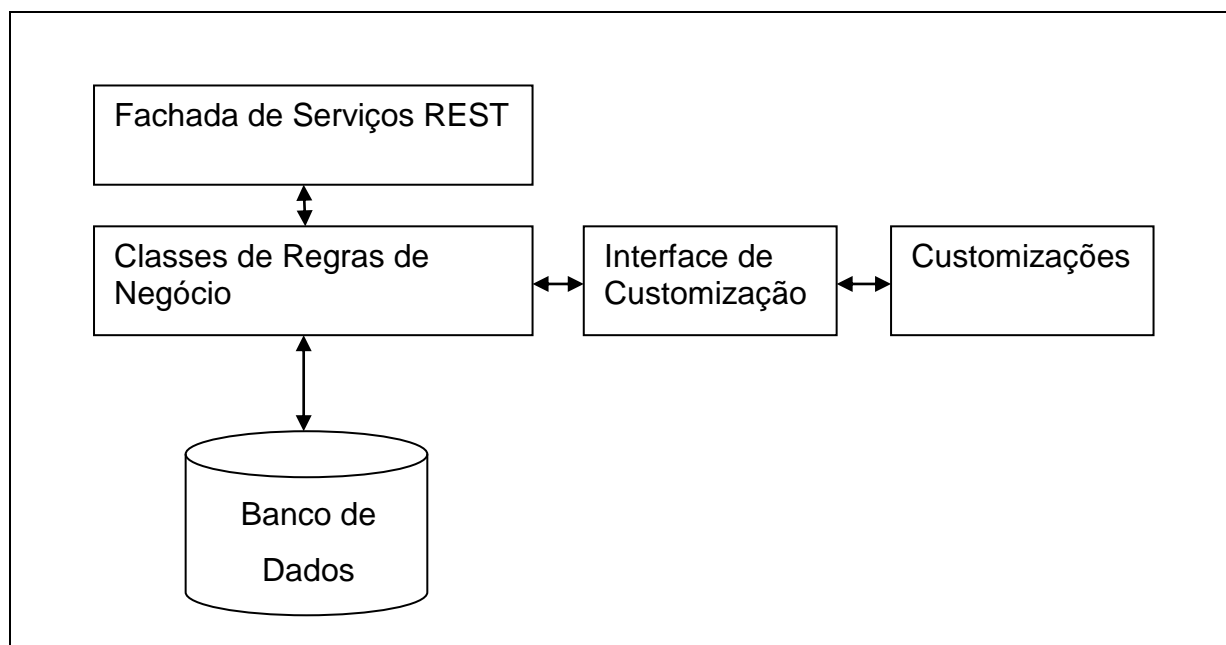 Fachada de Serviços REST
Classes de Regras de
Negócio
Interface de
Customização
Customizações
Banco de
Dados